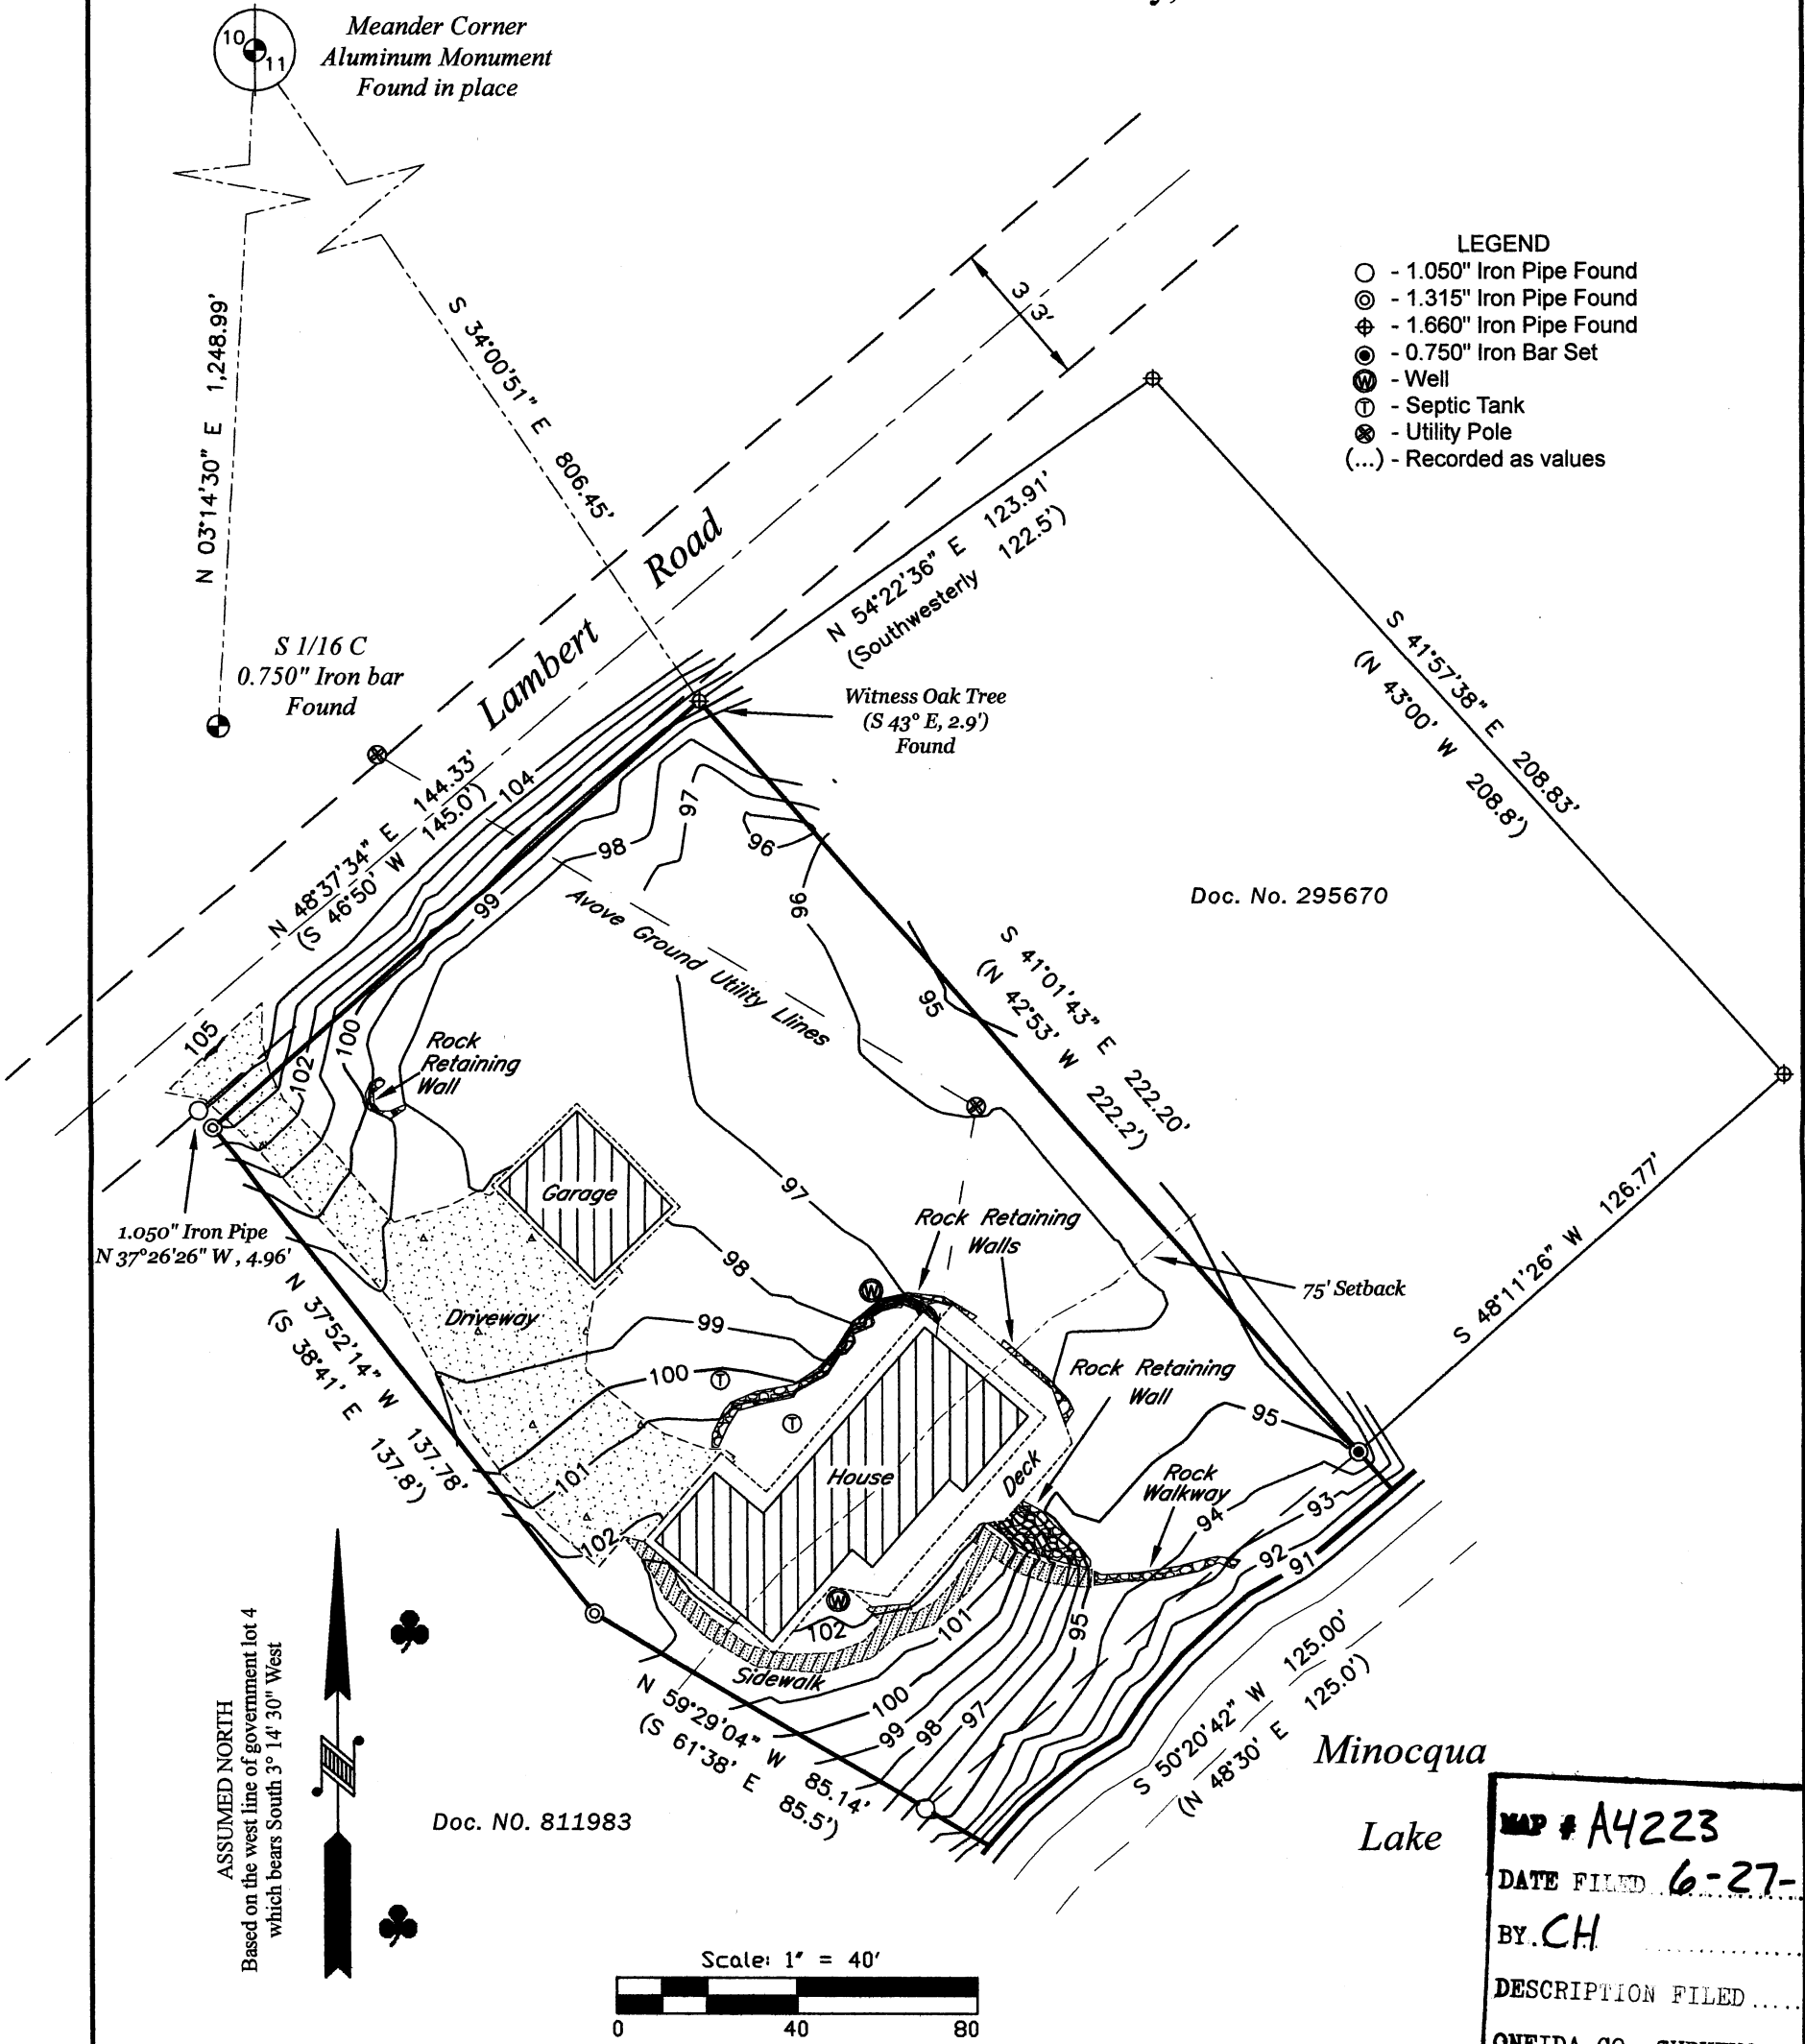 10
11
Meander Corner
Aluminum Monument
Found in place
LEGEND
- 1.050" Iron Pipe Found
- 1.315" Iron Pipe Found
- 1.660" Iron Pipe Found
- 0.750" Iron Bar Set
W - Well
T - Septic Tank
- Utility Pole
(...) - Recorded as values
33'
N 03°14'30" E 1,248.99'
S 34°00'51" E 806.45'
S 1/16 C
0.750" Iron bar
Found
Lambert Road
N 54°22'36" E 123.91'
(Southwesterly 122.5')
Witness Oak Tree
(S 43° E, 2.9')
Found
S 41°57'38" E 208.83'
(N 43°00' W 208.8')
N 48°37'34" E 144.33'
(S 46°50' W 145.0')
104
99
98
97
96
96
95
Avove Ground Utility Llines
Doc. No. 295670
S 41°01'43" E 222.20'
(N 42°53' W 222.2')
105
102
100
Rock
Retaining
Wall
1.050" Iron Pipe
N 37°26'26" W , 4.96'
Garage
97
98
99
100
101
102
Driveway
Rock Retaining
Walls
75' Setback
S 48°11'26" W 126.77'
N 37°52'14" W 137.78'
(S 38°41' E 137.8')
W
T
T
House
Deck
Rock Retaining
Wall
95
Rock
Walkway
94
93
92
91
W
102
101
95
100
99
98
97
Sidewalk
N 59°29'04" W 85.14'
(S 61°38' E 85.5')
S 50°20'42" W 125.00'
(N 48°30' E 125.0')
Minocqua
Lake
ASSUMED NORTH
Based on the west line of government lot 4
which bears South 3° 14' 30" West
Doc. NO. 811983
Scale: 1" = 40'
0 40 80
MAP # A4223
DATE FILED 6-27-
BY. CH
DESCRIPTION FILED .....